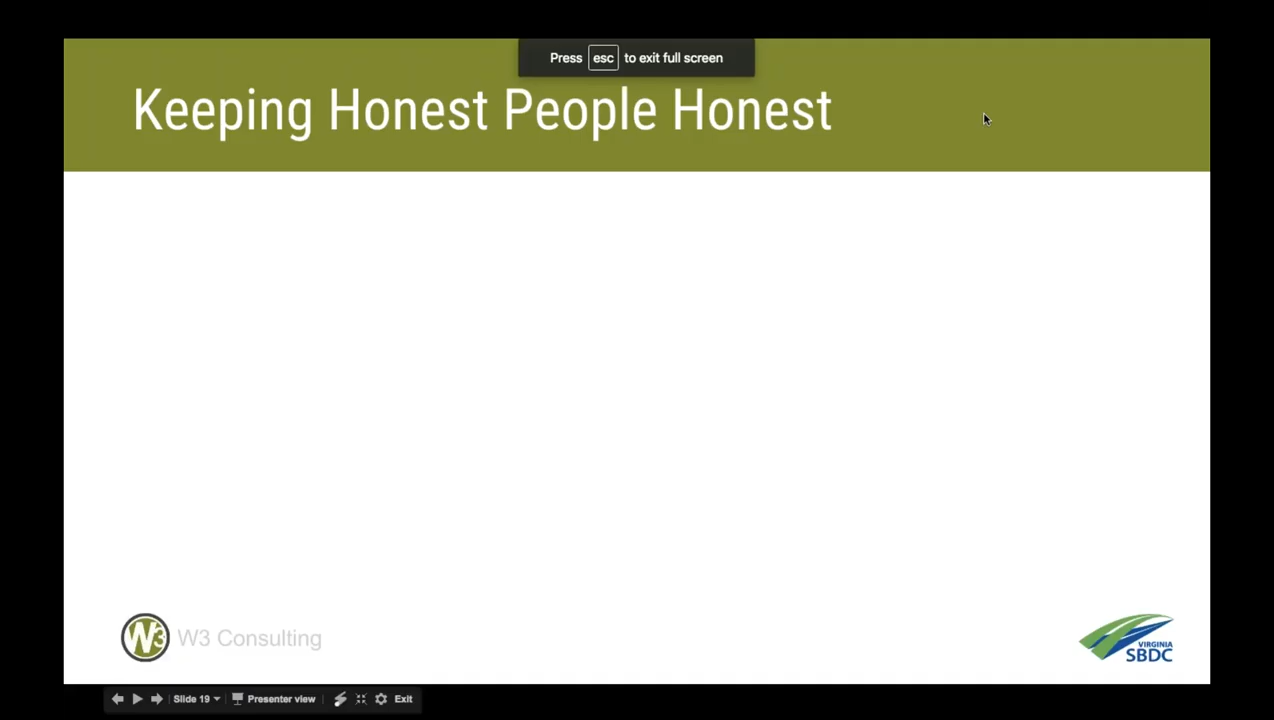 Press esc to exit full screen
Keeping Honest People Honest
W3 W3 Consulting
VIRGINIA
SBDC
Slide 19 Presenter view Exit